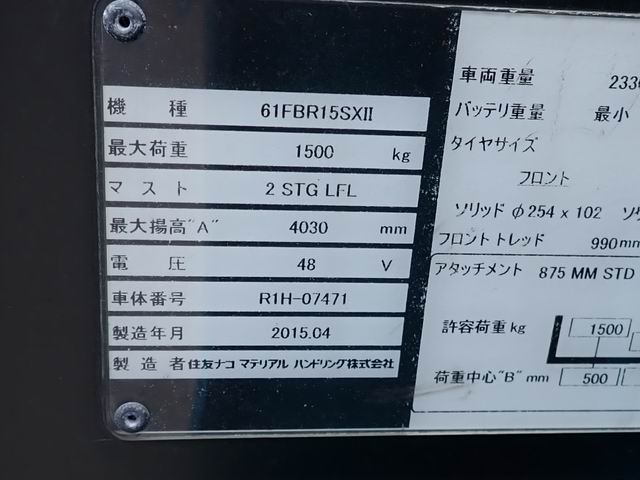 機種 61FBR15SXII
最大荷重 1500 kg
マスト 2 STG LFL
最大揚高"A" 4030 mm
電圧 48 V
車体番号 R1H-07471
製造年月 2015.04
製造者 住友ナコ マテリアル ハンドリング株式会社
車両重量 233
バッテリ重量 最小
タイヤサイズ
フロント
ソリッド φ254 x 102 ソリ
フロント トレッド 990mm
アタッチメント 875 MM STD
許容荷重 kg 1500
荷重中心"B" mm 500